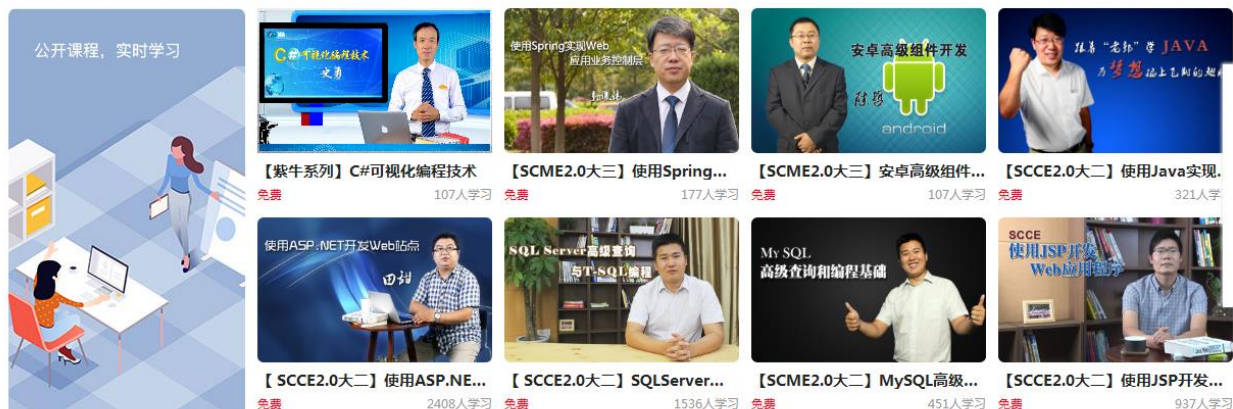 公开课程，实时学习
C#可视化编程技术
【紫牛系列】C#可视化编程技术
免费
107人学习
使用Spring实现Web
应用业务控制层
【SCME2.0大三】使用Spring...
免费
177人学习
安卓高级组件开发
android
【SCME2.0大三】安卓高级组件...
免费
107人学习
跟着“老郭”学 JAVA
为梦想
【SCCE2.0大二】使用Java实现.
免费
321人学
使用ASP.NET开发Web站点
田甜
【 SCCE2.0大二】使用ASP.NE...
免费
2408人学习
SQL Server高级查询
与T-SQL编程
【 SCCE2.0大二】SQLServer...
免费
1536人学习
My SQL
高级查询和编程基础
【SCME2.0大二】MySQL高级...
免费
451人学习
SCCE
使用JSP开发
Web应用程序
【SCCE2.0大二】使用JSP开发...
免费
937人学习